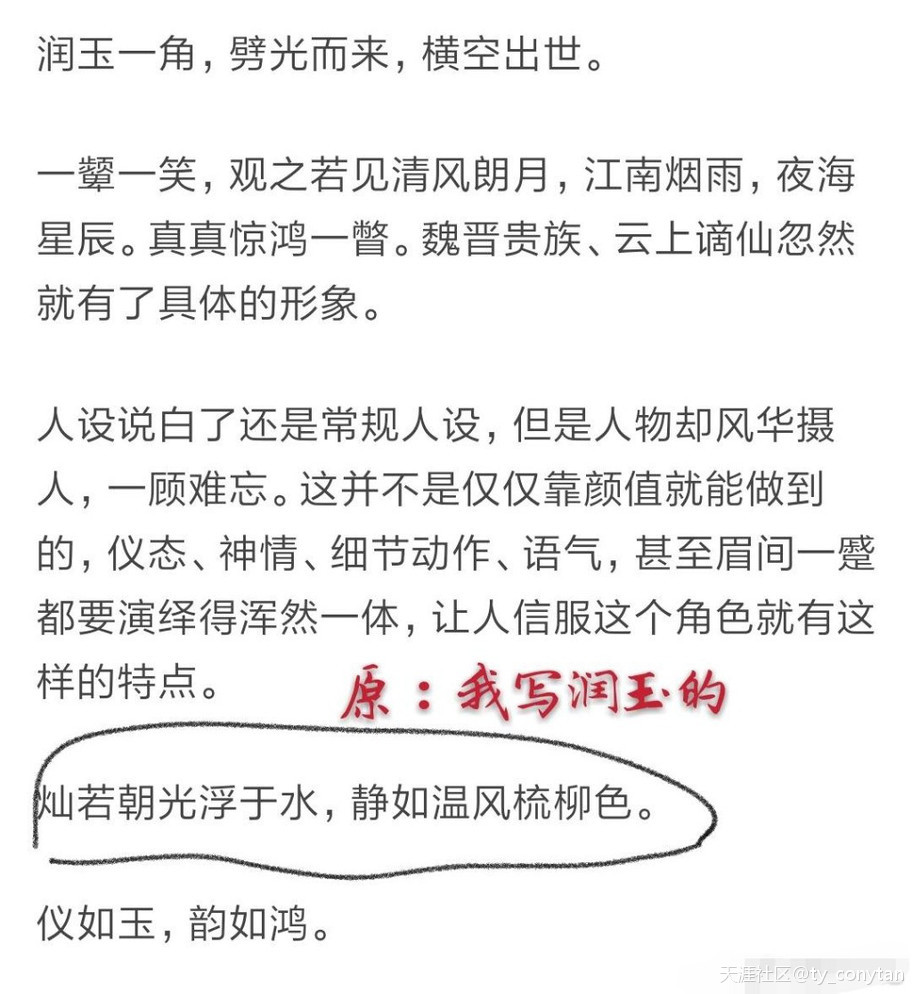 润玉一角，劈光而来，横空出世。
一颦一笑，观之若见清风朗月，江南烟雨，夜海
星辰。真真惊鸿一瞥。魏晋贵族、云上谪仙忽然
就有了具体的形象。
人设说白了还是常规人设，但是人物却风华摄
人，一顾难忘。这并不是仅仅靠颜值就能做到
的，仪态、神情、细节动作、语气，甚至眉间一蹙
都要演绎得浑然一体，让人信服这个角色就有这
样的特点。
原：我写润玉的
灿若朝光浮于水，静如温风梳柳色。
仪如玉，韵如鸿。
天涯社区@ty_conytan